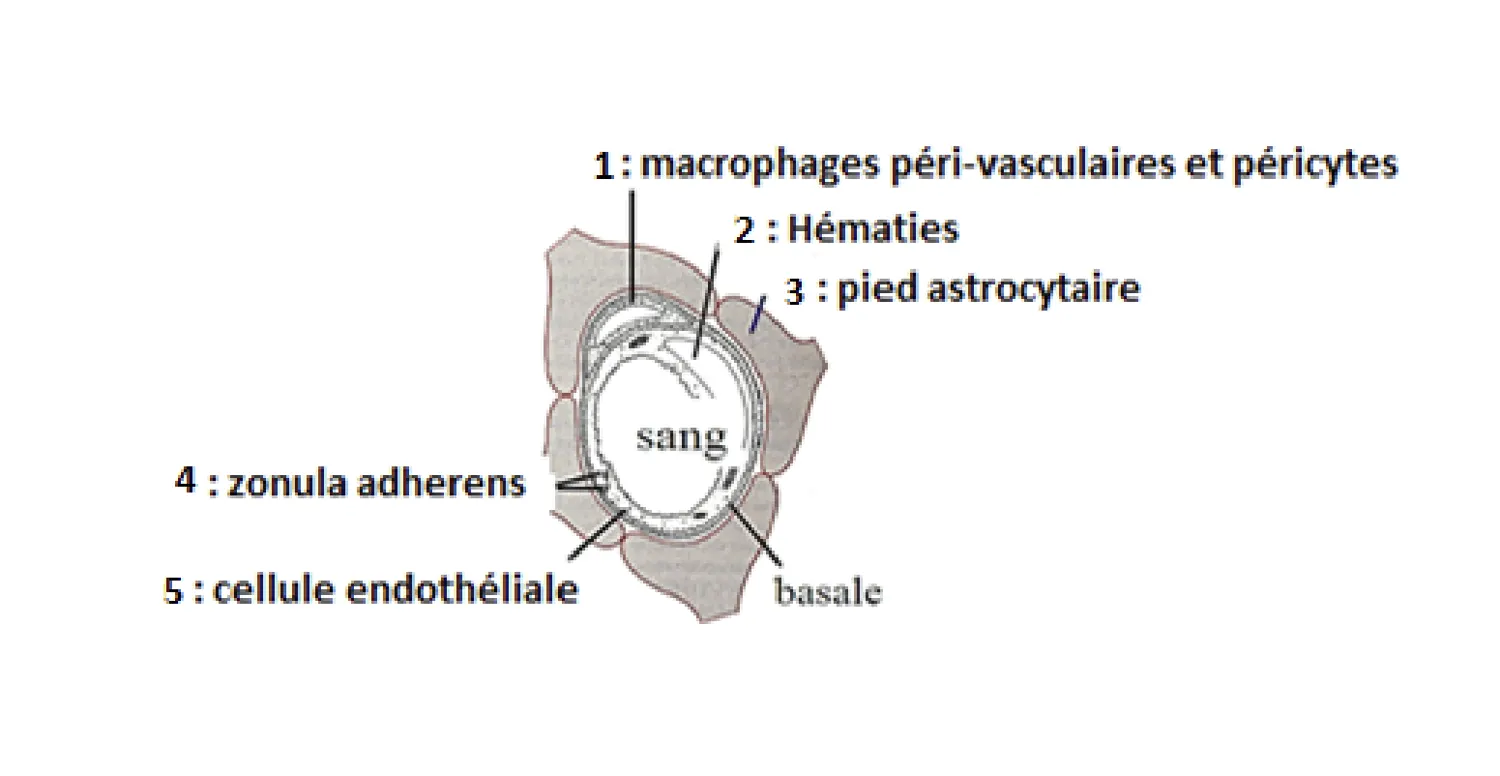 1 : macrophages péri-vasculaires et péricytes
2 : Hématies
3 : pied astrocytaire
sang
4 : zonula adherens
5 : cellule endothéliale
basale